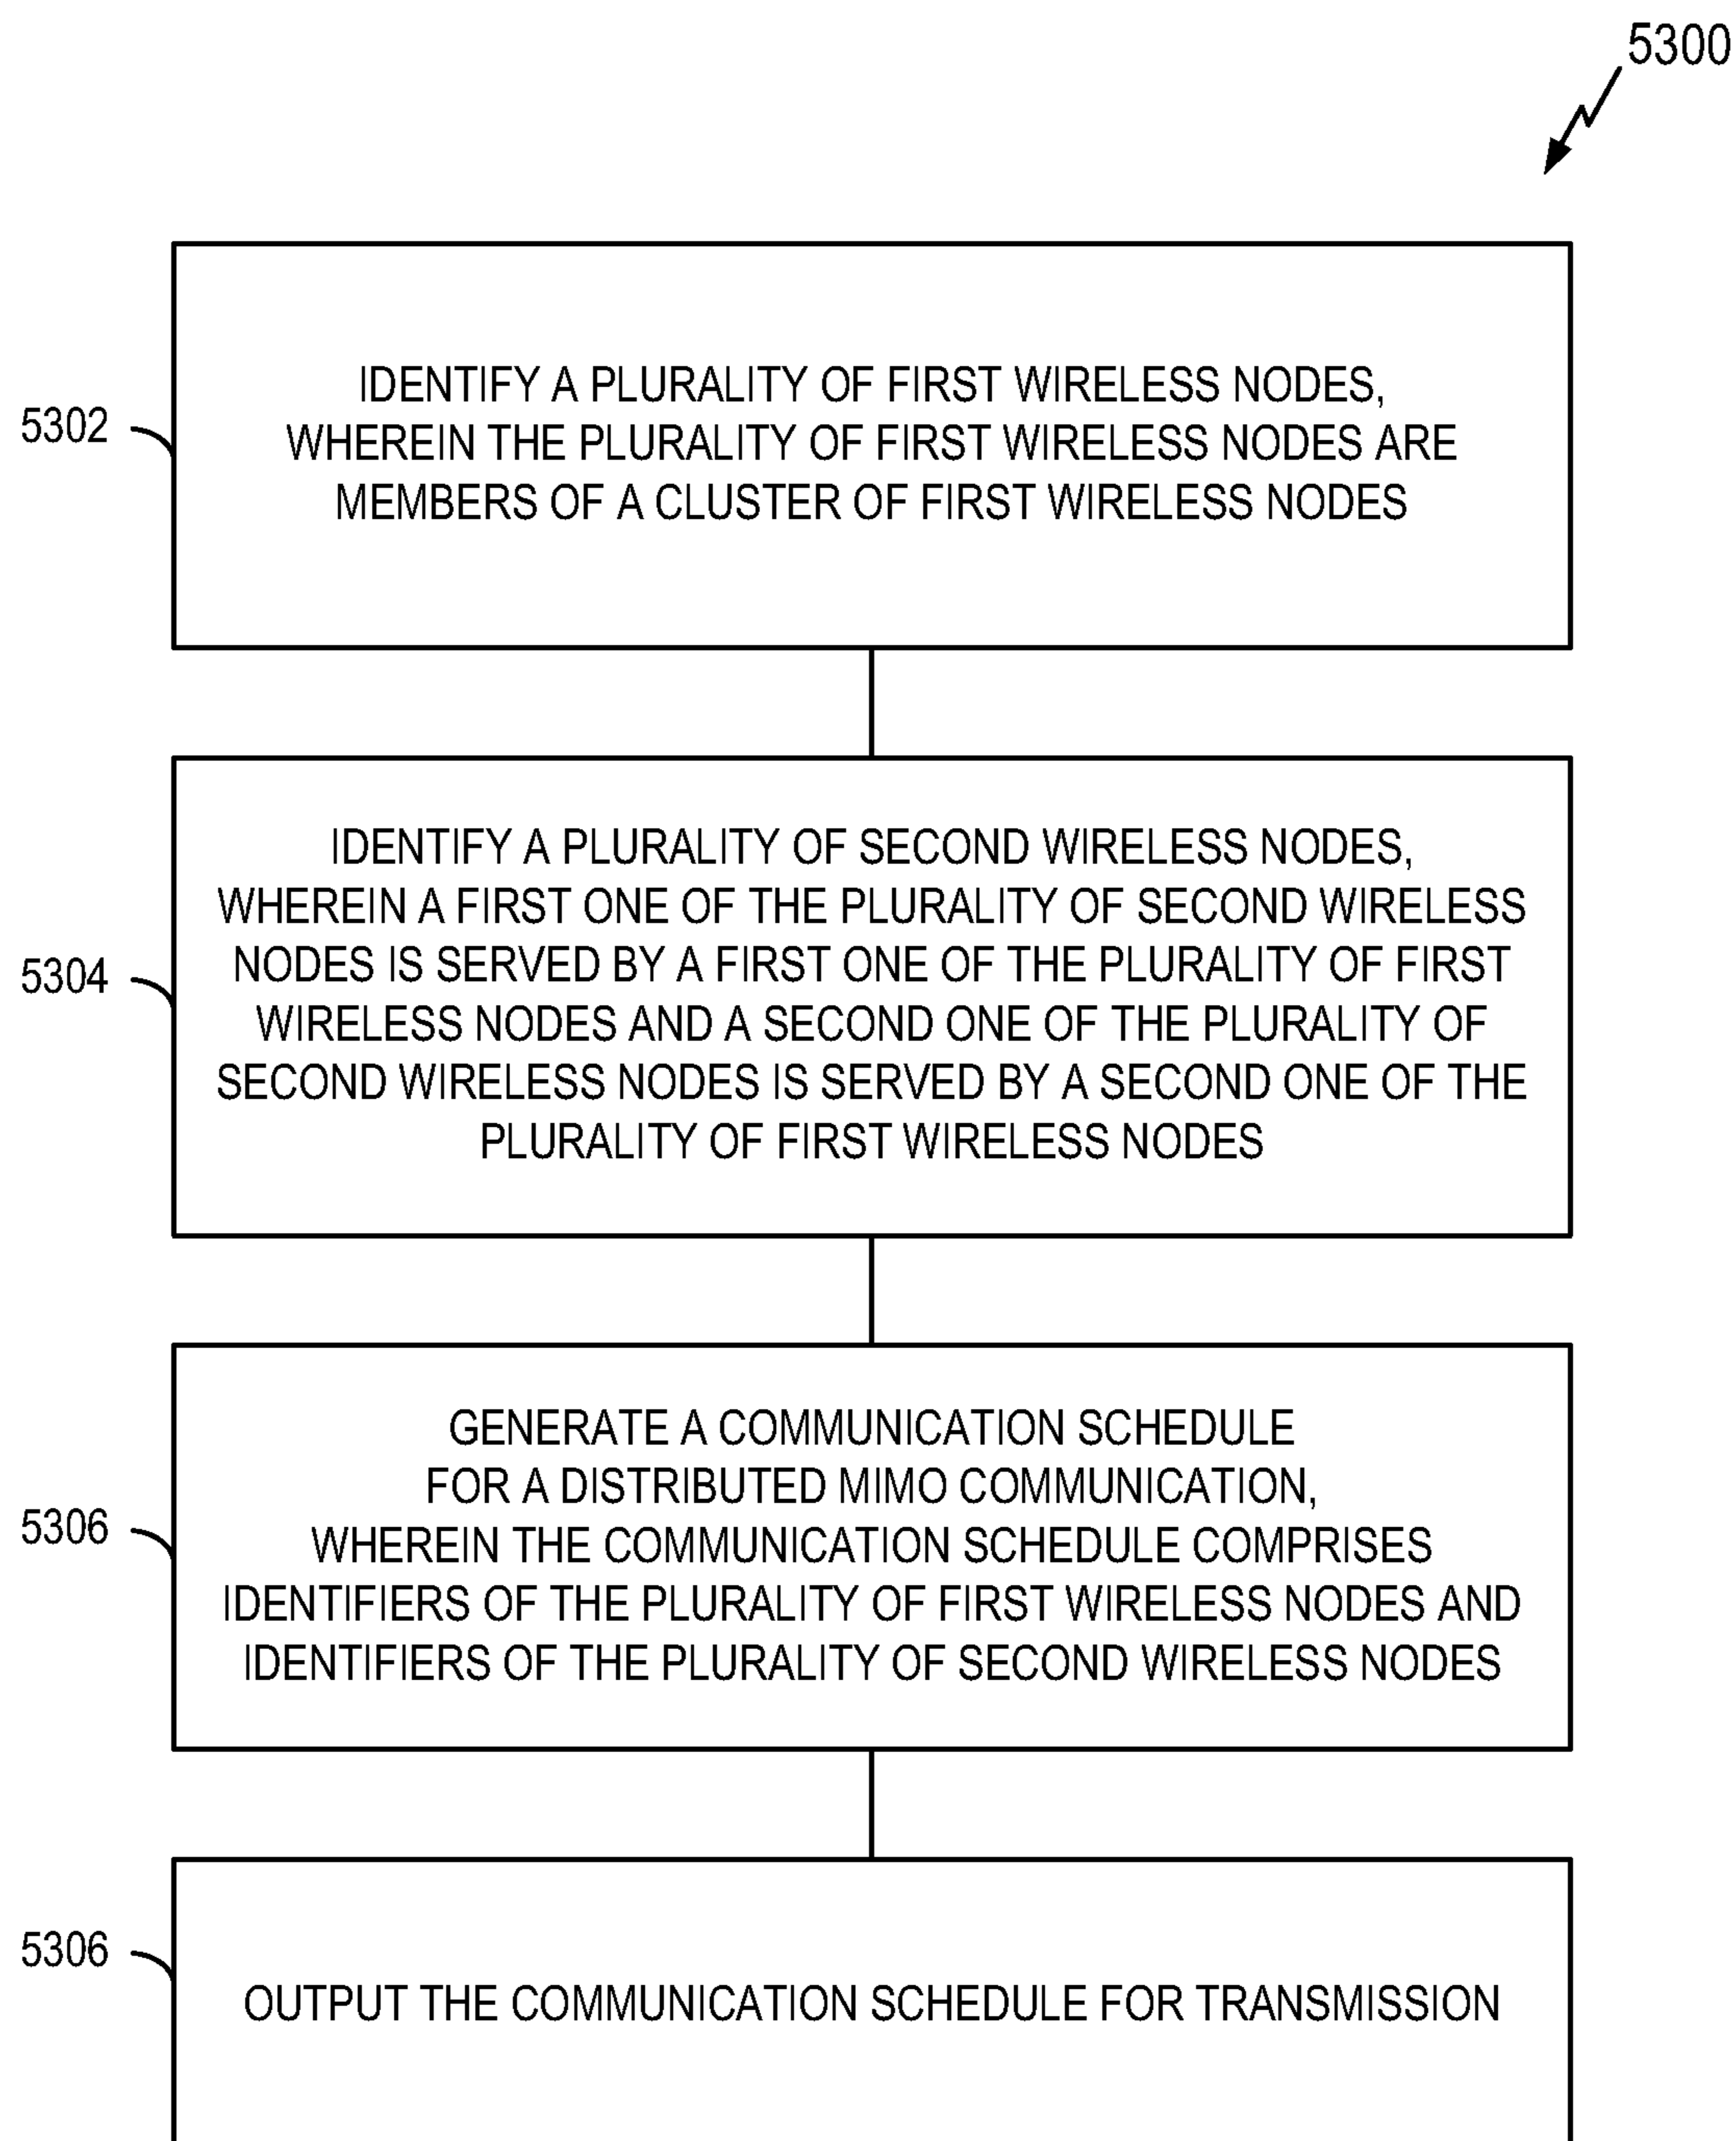 5300
5302
IDENTIFY A PLURALITY OF FIRST WIRELESS NODES,
WHEREIN THE PLURALITY OF FIRST WIRELESS NODES ARE
MEMBERS OF A CLUSTER OF FIRST WIRELESS NODES
5304
IDENTIFY A PLURALITY OF SECOND WIRELESS NODES,
WHEREIN A FIRST ONE OF THE PLURALITY OF SECOND WIRELESS
NODES IS SERVED BY A FIRST ONE OF THE PLURALITY OF FIRST
WIRELESS NODES AND A SECOND ONE OF THE PLURALITY OF
SECOND WIRELESS NODES IS SERVED BY A SECOND ONE OF THE
PLURALITY OF FIRST WIRELESS NODES
5306
GENERATE A COMMUNICATION SCHEDULE
FOR A DISTRIBUTED MIMO COMMUNICATION,
WHEREIN THE COMMUNICATION SCHEDULE COMPRISES
IDENTIFIERS OF THE PLURALITY OF FIRST WIRELESS NODES AND
IDENTIFIERS OF THE PLURALITY OF SECOND WIRELESS NODES
5306
OUTPUT THE COMMUNICATION SCHEDULE FOR TRANSMISSION